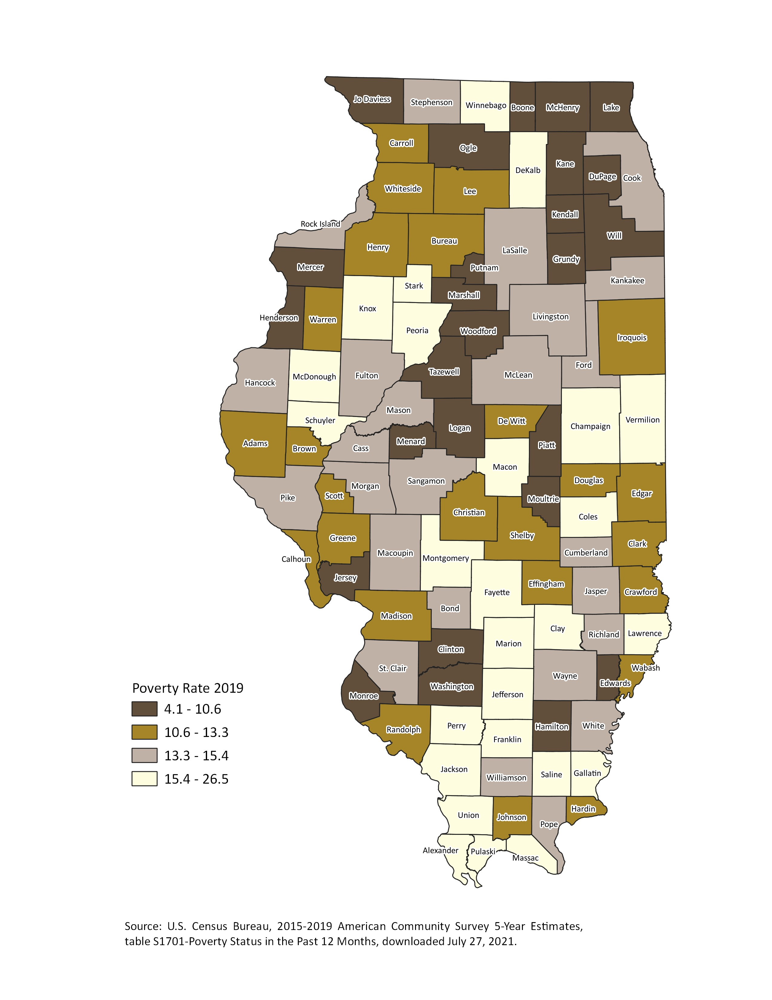 Jo Daviess
Stephenson
Winnebago
Boone
McHenry
Lake
Carroll
Ogle
DeKalb
Kane
DuPage
Cook
Whiteside
Lee
Kendall
Rock Island
Will
Henry
Bureau
LaSalle
Grundy
Mercer
Putnam
Kankakee
Stark
Marshall
Knox
Henderson
Warren
Livingston
Peoria
Woodford
Iroquois
Ford
Tazewell
McLean
Hancock
McDonough
Fulton
Mason
Schuyler
De Witt
Vermilion
Logan
Champaign
Adams
Brown
Cass
Menard
Piatt
Macon
Douglas
Sangamon
Morgan
Edgar
Scott
Pike
Moultrie
Christian
Coles
Shelby
Greene
Clark
Macoupin
Cumberland
Montgomery
Calhoun
Jersey
Effingham
Jasper
Crawford
Fayette
Bond
Madison
Clay
Richland
Lawrence
Marion
Clinton
St. Clair
Wabash
Wayne
Edwards
Washington
Jefferson
Monroe
Poverty Rate 2019
4.1 - 10.6
10.6 - 13.3
13.3 - 15.4
15.4 - 26.5
Randolph
Perry
Hamilton
White
Franklin
Jackson
Williamson
Saline
Gallatin
Union
Johnson
Hardin
Pope
Alexander
Pulaski
Massac
Source: U.S. Census Bureau, 2015-2019 American Community Survey 5-Year Estimates,
table S1701-Poverty Status in the Past 12 Months, downloaded July 27, 2021.